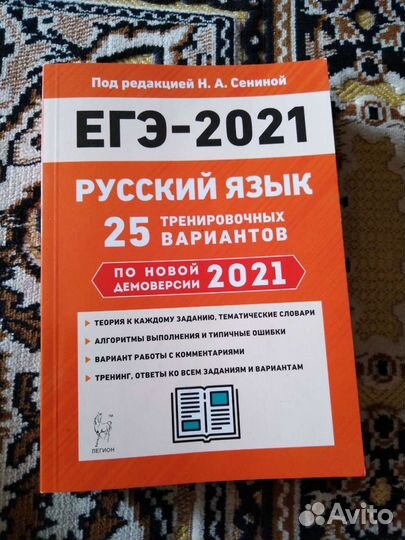 Под редакцией Н. А. Сениной
ЕГЭ-2021
РУССКИЙ ЯЗЫК
25 ТРЕНИРОВОЧНЫХ
ВАРИАНТОВ
ПО НОВОЙ
ДЕМОВЕРСИИ 2021
ТЕОРИЯ К КАЖДОМУ ЗАДАНИЮ, ТЕМАТИЧЕСКИЕ СЛОВАРИ
АЛГОРИТМЫ ВЫПОЛНЕНИЯ И ТИПИЧНЫЕ ОШИБКИ
ВАРИАНТ РАБОТЫ С КОММЕНТАРИЯМИ
ТРЕНИНГ, ОТВЕТЫ КО ВСЕМ ЗАДАНИЯМ И ВАРИАНТАМ
ЛЕГИОН
Avito